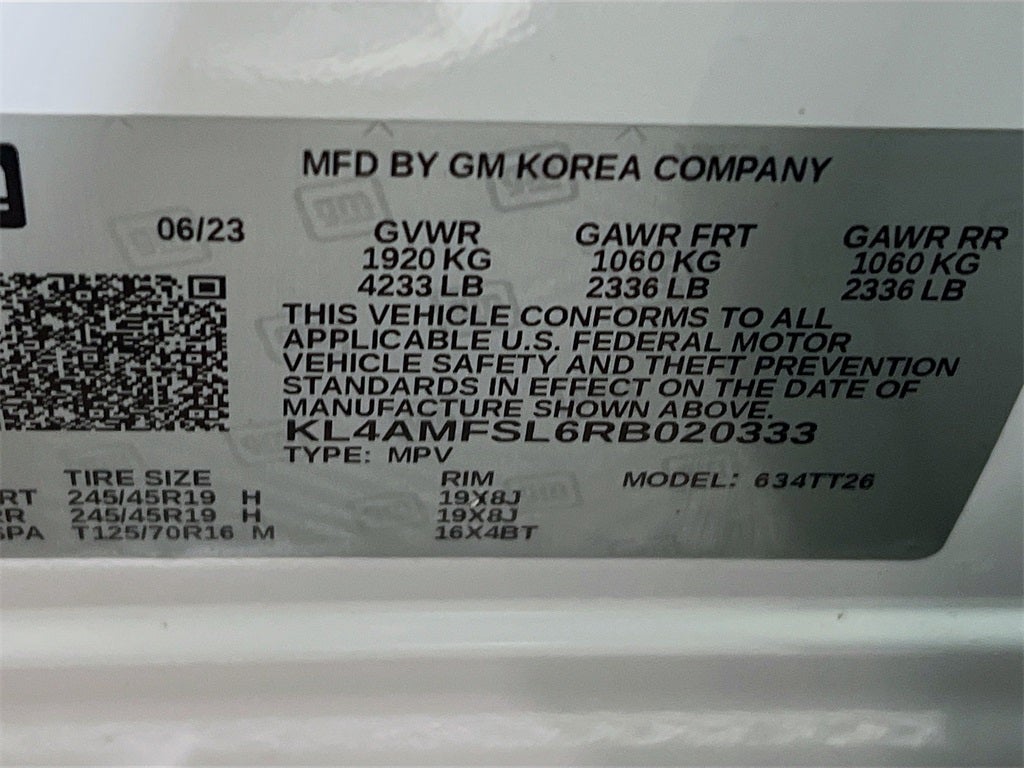 MFD BY GM KOREA COMPANY
06/23 GVWR GAWR FRT GAWR RR
1920 KG 1060 KG 1060 KG
4233 LB 2336 LB 2336 LB
THIS VEHICLE CONFORMS TO ALL
APPLICABLE U.S. FEDERAL MOTOR
VEHICLE SAFETY AND THEFT PREVENTION
STANDARDS IN EFFECT ON THE DATE OF
MANUFACTURE SHOWN ABOVE.
KL4AMFSL6RB020333
TYPE: MPV
TIRE SIZE RIM MODEL: 634TT26
RT 245/45R19 H 19X8J
RR 245/45R19 H 19X8J
SPA T125/70R16 M 16X4BT